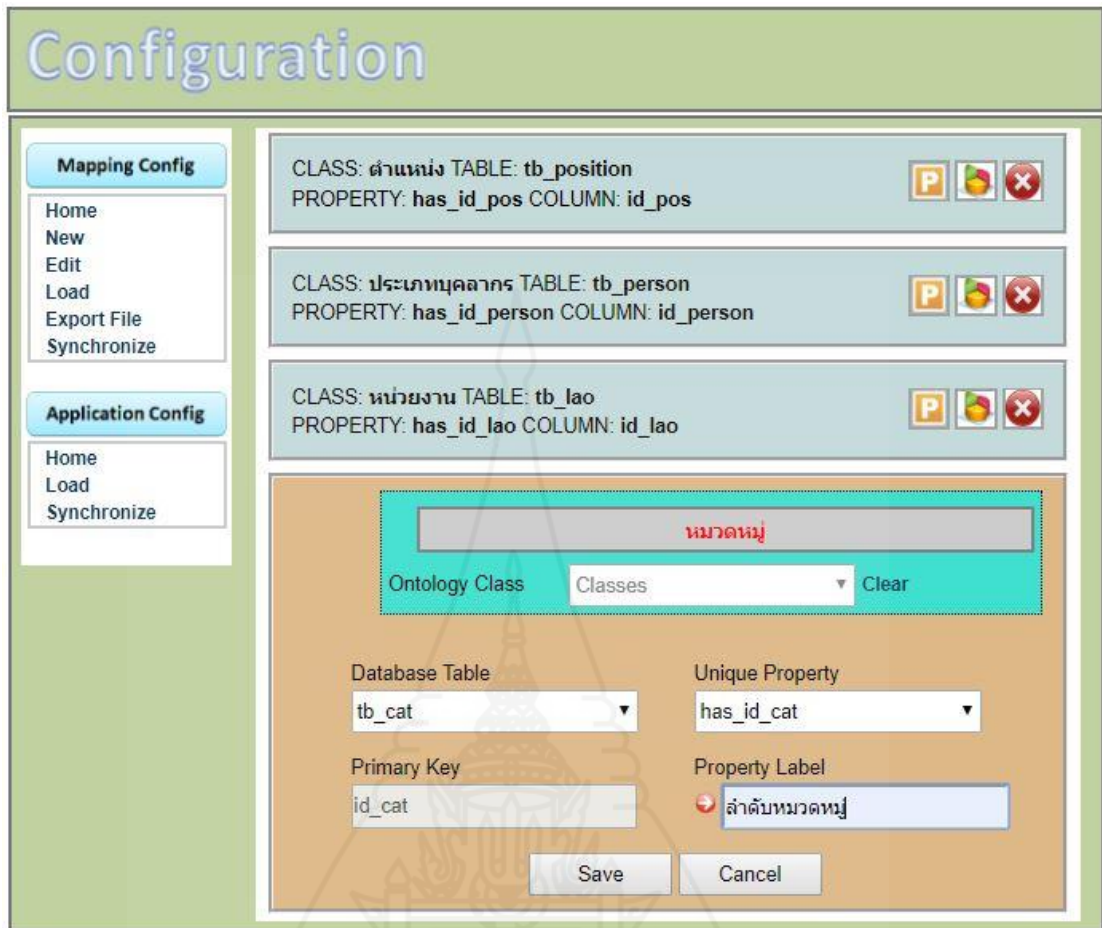 Configuration
Mapping Config
Home
New
Edit
Load
Export File
Synchronize
Application Config
Home
Load
Synchronize
CLASS: ตำแหน่ง TABLE: tb_position
PROPERTY: has_id_pos COLUMN: id_pos
P
CLASS: ประเภทบุคลากร TABLE: tb_person
PROPERTY: has_id_person COLUMN: id_person
P
CLASS: หน่วยงาน TABLE: tb_lao
PROPERTY: has_id_lao COLUMN: id_lao
P
หมวดหมู่
Ontology Class Classes Clear
Database Table Unique Property
tb_cat has_id_cat
Primary Key Property Label
id_cat ลำดับหมวดหมู่
Save Cancel